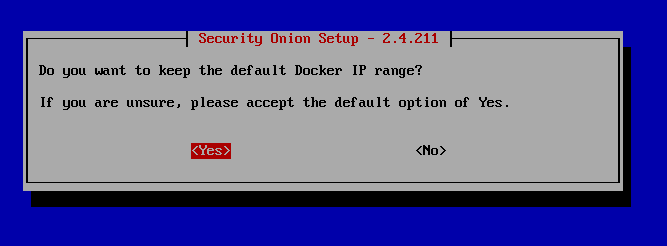 Security Onion Setup - 2.4.211
Do you want to keep the default Docker IP range?
If you are unsure, please accept the default option of Yes.
<Yes> <No>